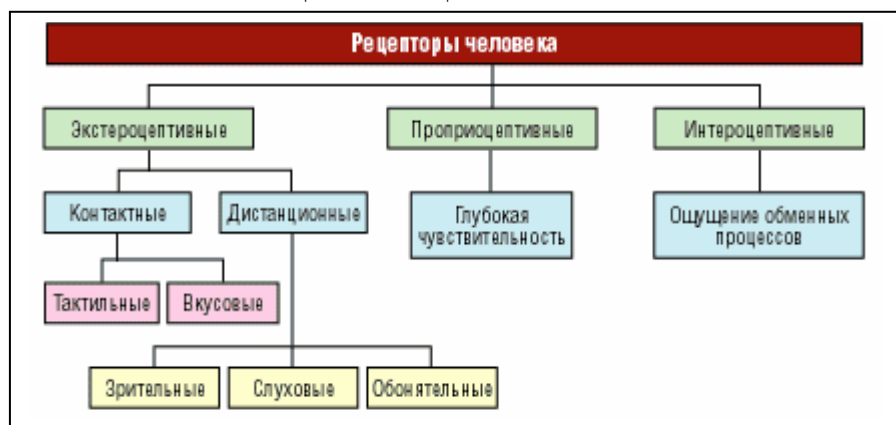 Рецепторы человека
Экстероцептивные
Проприоцептивные
Интероцептивные
Контактные
Дистанционные
Глубокая
чувствительность
Ощущение обменных
процессов
Тактильные
Вкусовые
Зрительные
Слуховые
Обонятельные